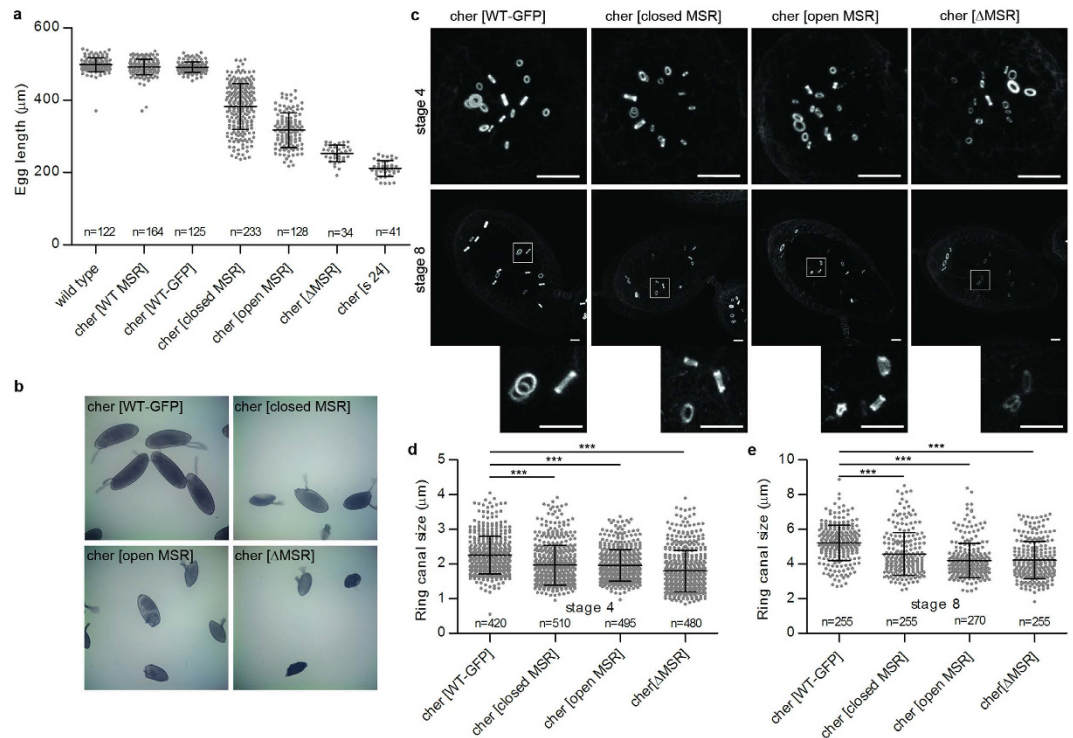 a
600
400
200
0
Egg length (μm)
n=122 n=164 n=125 n=233 n=128 n=34 n=41
wild type
cher [WT MSR]
cher [WT-GFP]
cher [closed MSR]
cher [open MSR]
cher [ΔMSR]
cher [s 24]
b
cher [WT-GFP] cher [closed MSR]
cher [open MSR] cher [ΔMSR]
c
cher [WT-GFP] cher [closed MSR] cher [open MSR] cher [ΔMSR]
stage 4
stage 8
d
***
***
***
5
4
3
2
1
0
Ring canal size (μm)
stage 4
n=420 n=510 n=495 n=480
cher [WT-GFP]
cher [closed MSR]
cher [open MSR]
cher[ΔMSR]
e
***
***
***
10
8
6
4
2
0
Ring canal size (μm)
stage 8
n=255 n=255 n=270 n=255
cher [WT-GFP]
cher [closed MSR]
cher [open MSR]
cher[ΔMSR]